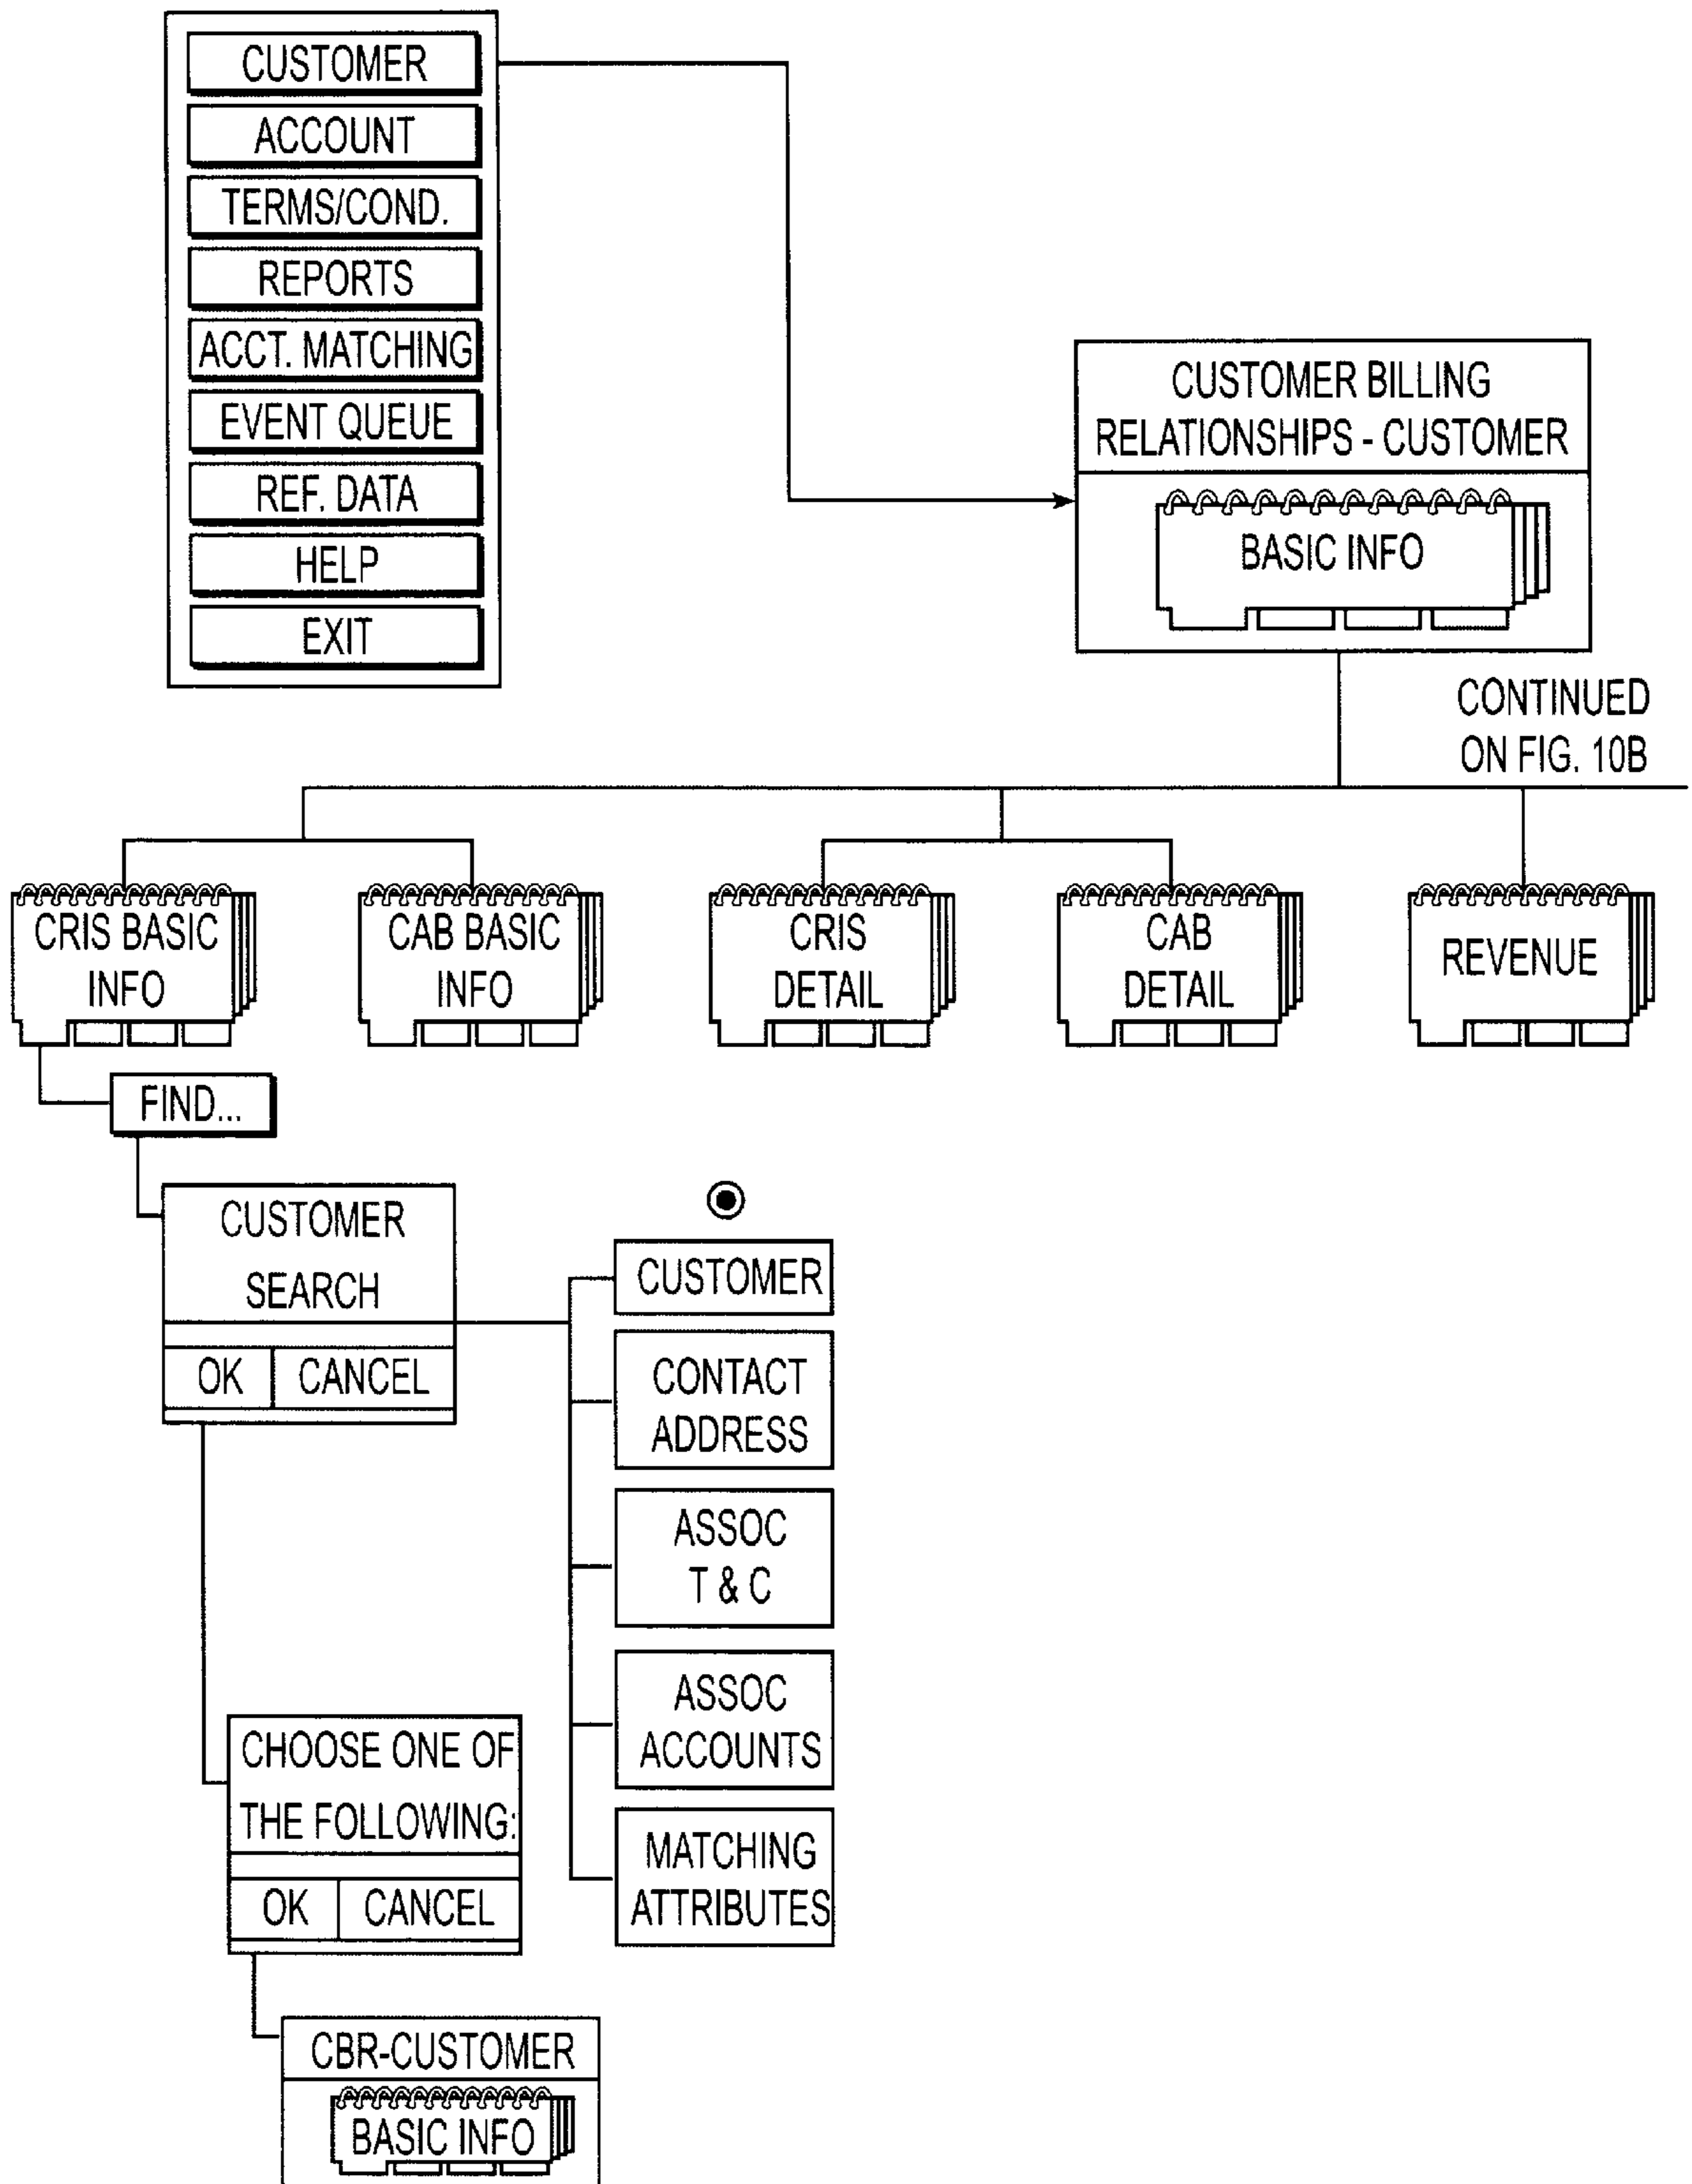 CUSTOMER
ACCOUNT
TERMS/COND.
REPORTS
ACCT. MATCHING
EVENT QUEUE
REF. DATA
HELP
EXIT
CUSTOMER BILLING
RELATIONSHIPS - CUSTOMER
BASIC INFO
CONTINUED
ON FIG. 10B
CRIS BASIC
INFO
CAB BASIC
INFO
CRIS
DETAIL
CAB
DETAIL
REVENUE
FIND...
CUSTOMER
SEARCH
OK CANCEL
CUSTOMER
CONTACT
ADDRESS
ASSOC
T & C
ASSOC
ACCOUNTS
MATCHING
ATTRIBUTES
CHOOSE ONE OF
THE FOLLOWING:
OK CANCEL
CBR-CUSTOMER
BASIC INFO